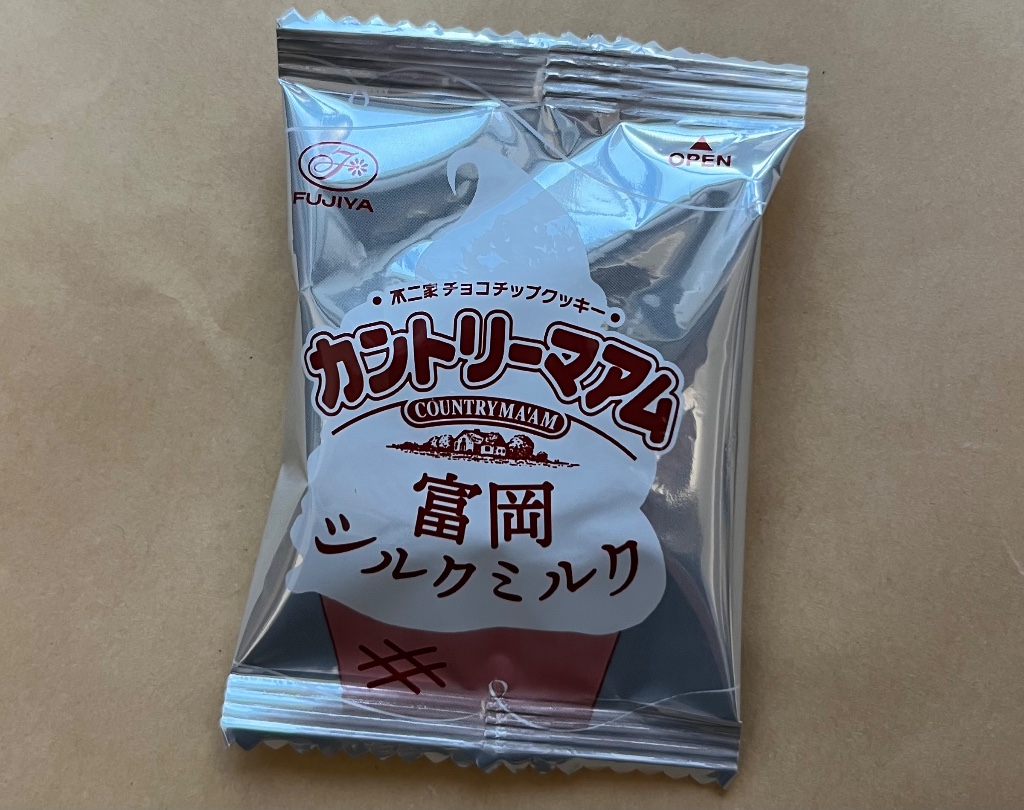 FUJIYA
OPEN
不二家 チョコチップクッキー
カントリーマアム
COUNTRY MA'AM
富岡
シルクミルク